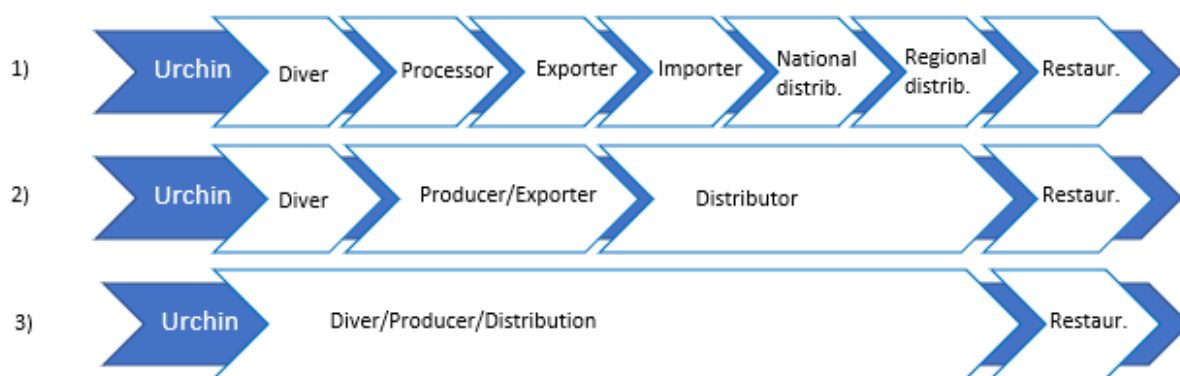 1) Urchin Diver Processor Exporter Importer National distrib. Regional distrib. Restaur.
2) Urchin Diver Producer/Exporter Distributor Restaur.
3) Urchin Diver/Producer/Distribution Restaur.